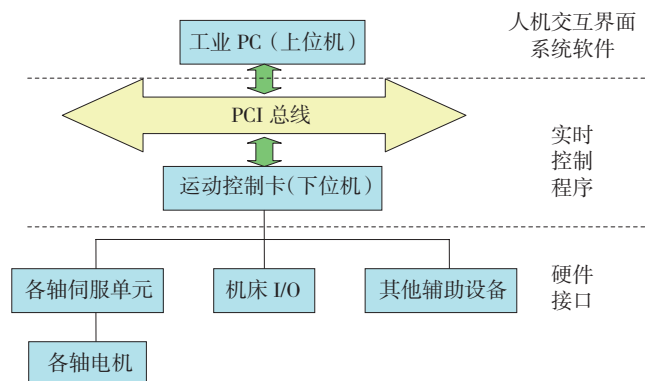 工业 PC（上位机）
人机交互界面
系统软件
PCI 总线
运动控制卡(下位机）
实时
控制
程序
各轴伺服单元
机床 I/O
其他辅助设备
硬件
接口
各轴电机